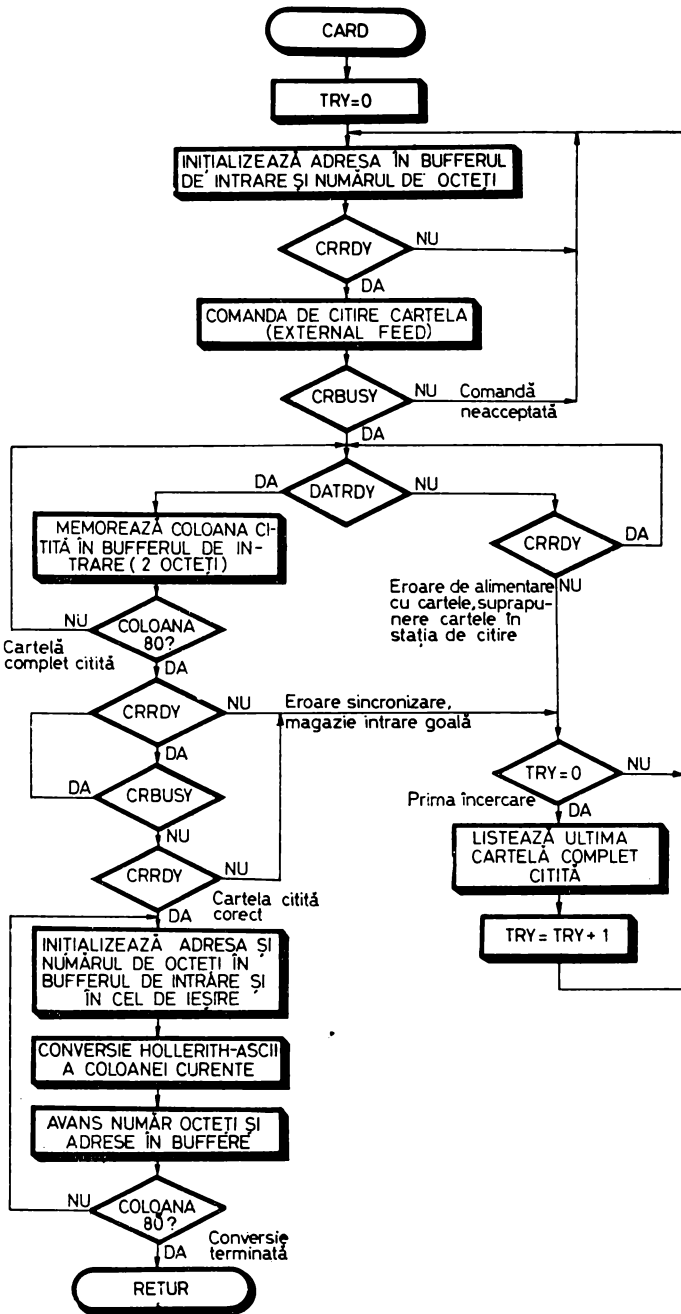 CARD
TRY=0
INIȚIALIZEAZĂ ADRESA ÎN BUFFERUL
DE INTRARE ȘI NUMĂRUL DE OCTEȚI
CRRDY
NU
DA
COMANDA DE CITIRE CARTELA
(EXTERNAL FEED)
CRBUSY
NU
Comandă
neacceptată
DA
DATRDY
DA
NU
MEMOREAZĂ COLOANA CI-
TITĂ ÎN BUFFERUL DE IN-
TRARE (2 OCTEȚI)
CRRDY
DA
NU
Eroare de alimentare
cu cartele, suprapu-
nere cartele în
stația de citire
COLOANA
80?
NU
Cartelă
complet citită
DA
CRRDY
NU
Eroare sincronizare,
magazie intrare goală
DA
CRBUSY
DA
NU
TRY=0
NU
Prima încercare
DA
LISTEAZĂ ULTIMA
CARTELĂ COMPLET
CITITĂ
TRY=TRY+1
CRRDY
NU
Cartela citită
corect
DA
INIȚIALIZEAZĂ ADRESA ȘI
NUMĂRUL DE OCTEȚI ÎN
BUFFERUL DE INTRARE ȘI
ÎN CEL DE IEȘIRE
CONVERSIE HOLLERITH-ASCII
A COLOANEI CURENTE
AVANS NUMĂR OCTEȚI ȘI
ADRESE ÎN BUFFERE
COLOANA
80?
NU
DA
Conversie
terminată
RETUR